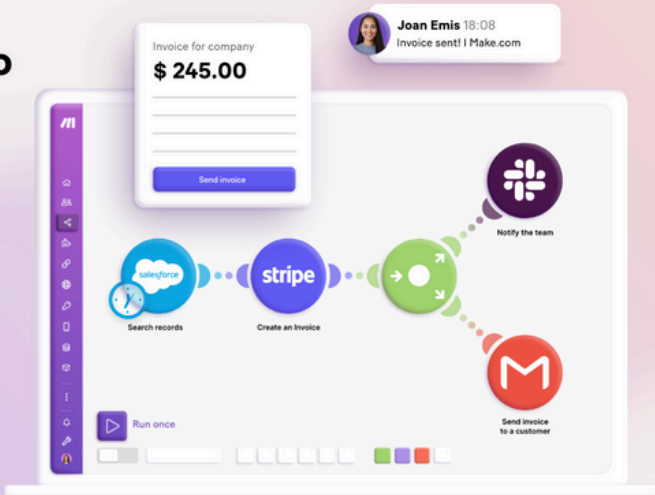 o
Invoice for company
$ 245.00
Send invoice
Joan Emis 18:08
Invoice sent! I Make.com
salesforce
Search records
stripe
Create an Invoice
Notify the team
Send invoice
to a customer
Run once